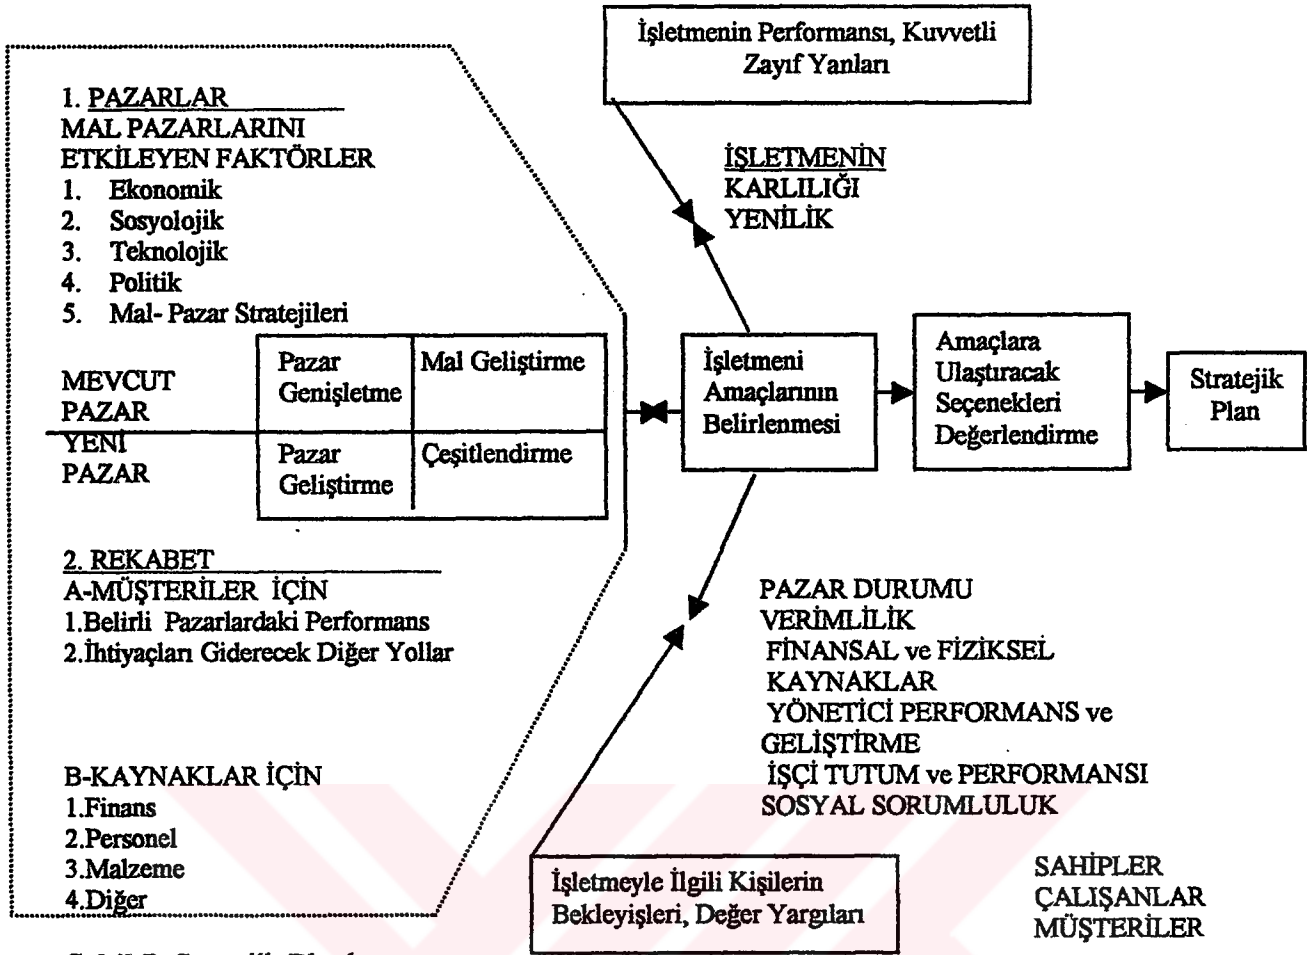 İşletmenin Performansı, Kuvvetli
Zayıf Yanları
1. PAZARLAR
MAL PAZARLARINI
ETKİLEYEN FAKTÖRLER
1. Ekonomik
2. Sosyolojik
3. Teknolojik
4. Politik
5. Mal- Pazar Stratejileri
İŞLETMENİN
KARLILIĞI
YENİLİK
MEVCUT
PAZAR
YENİ
PAZAR
Pazar
Genişletme
Mal Geliştirme
Pazar
Geliştirme
Çeşitlendirme
İşletmeni
Amaçlarının
Belirlenmesi
Amaçlara
Ulaştıracak
Seçenekleri
Değerlendirme
Stratejik
Plan
2. REKABET
A-MÜŞTERİLER İÇİN
1.Belirli Pazarlardaki Performans
2.İhtiyaçları Giderecek Diğer Yollar
B-KAYNAKLAR İÇİN
1.Finans
2.Personel
3.Malzeme
4.Diğer
PAZAR DURUMU
VERİMLİLİK
FİNANSAL ve FİZİKSEL
KAYNAKLAR
YÖNETİCİ PERFORMANS ve
GELİŞTİRME
İŞÇİ TUTUM ve PERFORMANSI
SOSYAL SORUMLULUK
İşletmeyle İlgili Kişilerin
Bekleyişleri, Değer Yargıları
SAHİPLER
ÇALIŞANLAR
MÜŞTERİLER